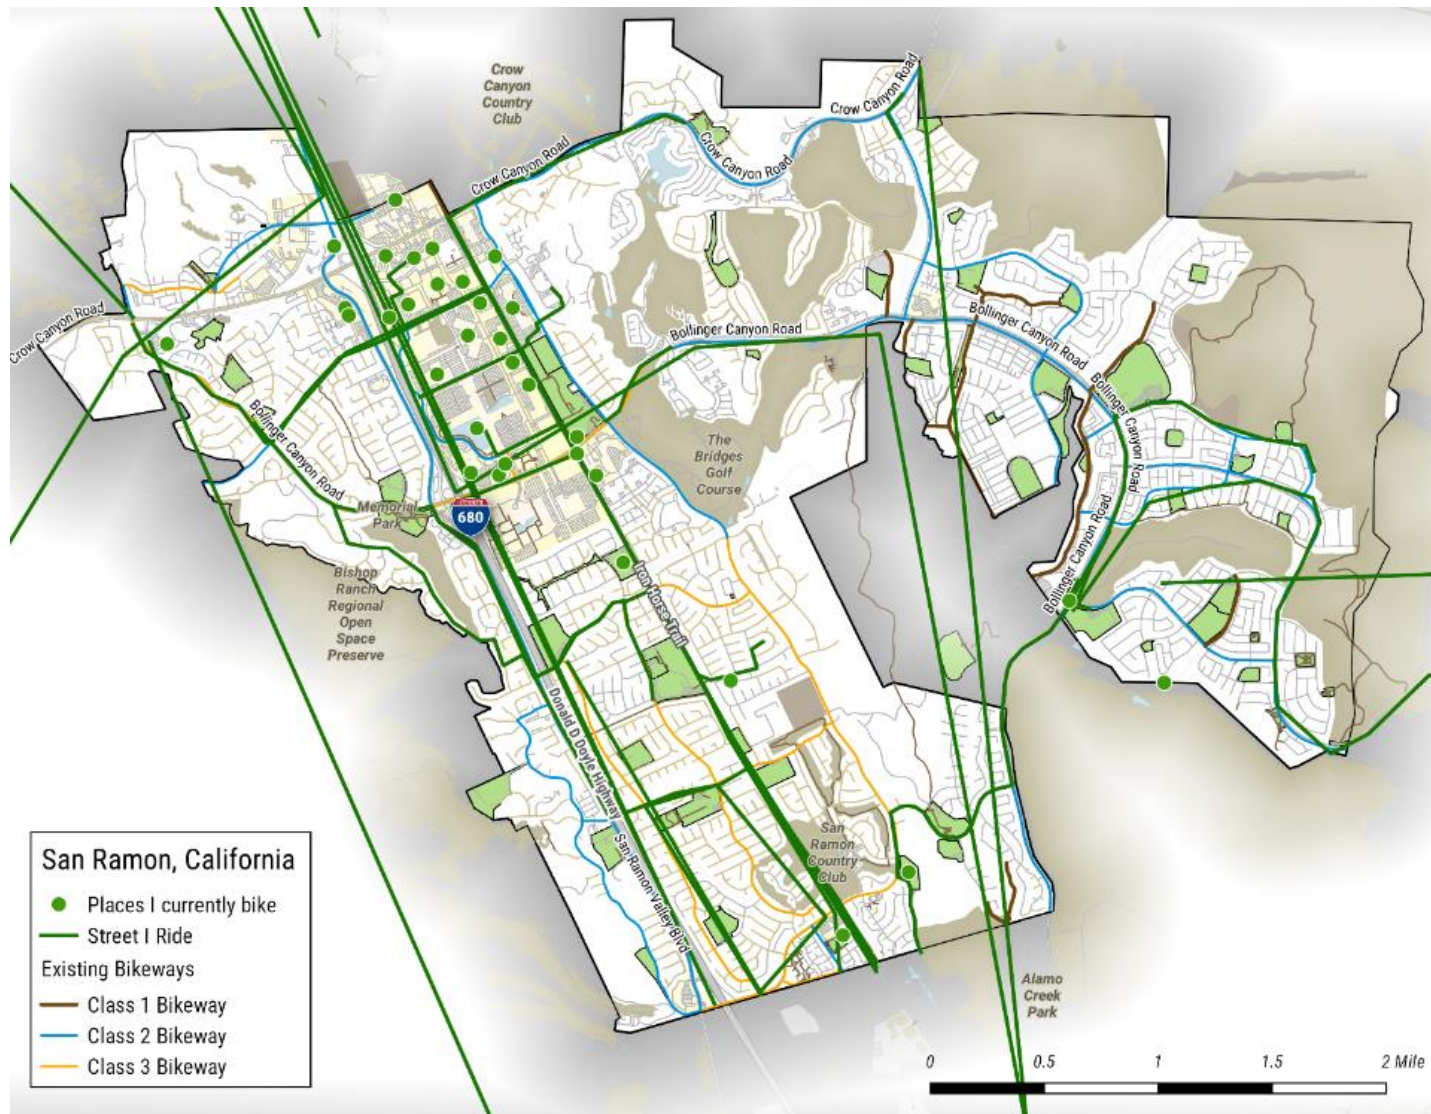 Crow
Canyon
Country
Club
Crow Canyon Road
Crow Canyon Road
Crow Canyon Road
Crow Canyon Road
Bollinger Canyon Road
Bollinger Canyon Road
Bollinger Canyon Road
Bollinger Canyon Road
Bollinger Canyon Road
The
Bridges
Golf
Course
Memorial
Park
INTERSTATE
680
Bishop
Ranch
Regional
Open
Space
Preserve
Iron Horse Trail
Donald D Doyle Highway
San Ramon Valley Blvd
San
Ramon
Country
Club
Alamo
Creek
Park
San Ramon, California
Places I currently bike
Street I Ride
Existing Bikeways
Class 1 Bikeway
Class 2 Bikeway
Class 3 Bikeway
0 0.5 1 1.5 2 Mile